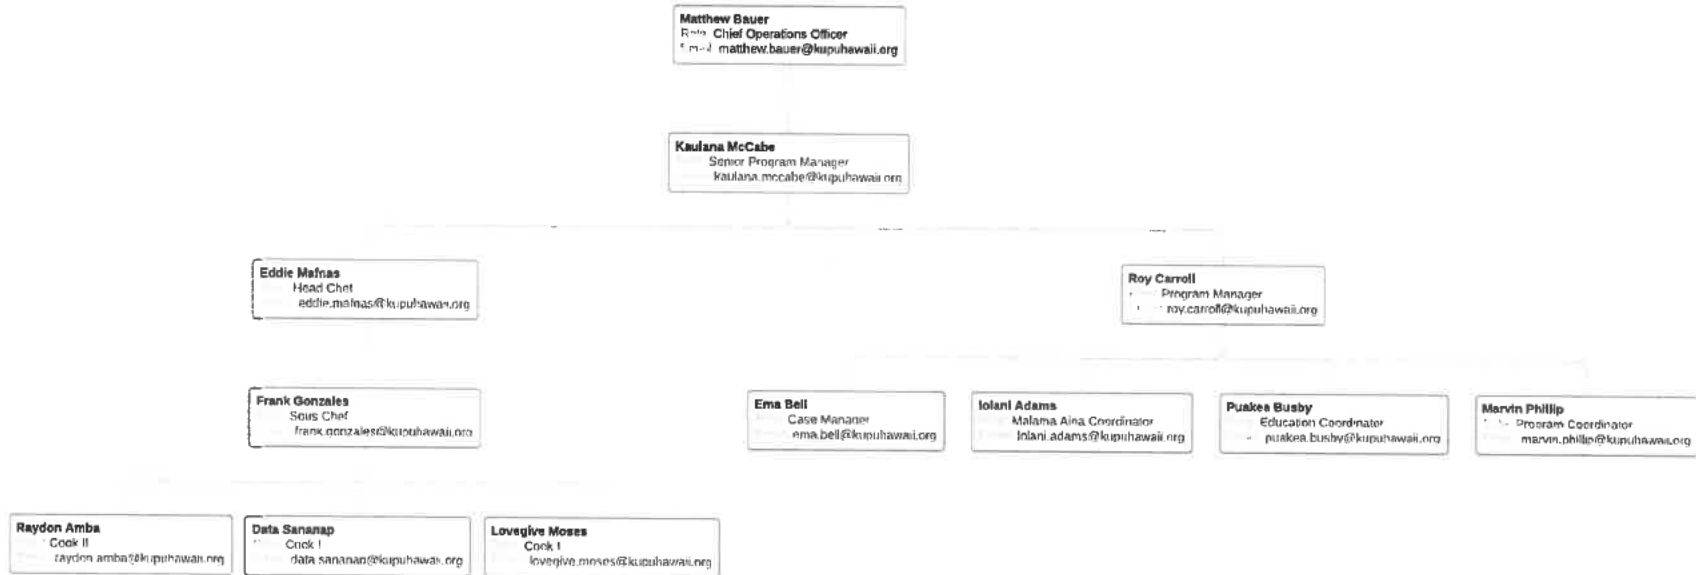 Matthew Bauer
Role Chief Operations Officer
Email matthew.bauer@kupuhawaii.org
Kaulana McCabe
Senior Program Manager
kaulana.mccabe@kupuhawaii.org
Eddie Mafnas
Head Chef
eddie.mafnas@kupuhawaii.org
Roy Carroll
Program Manager
roy.carroll@kupuhawaii.org
Frank Gonzales
Sous Chef
frank.gonzales@kupuhawaii.org
Ema Bell
Case Manager
ema.bell@kupuhawaii.org
Iolani Adams
Malama Aina Coordinator
Iolani.adams@kupuhawaii.org
Puakea Busby
Education Coordinator
puakea.busby@kupuhawaii.org
Marvin Phillip
Program Coordinator
marvin.phillip@kupuhawaii.org
Raydon Amba
Cook II
raydon.amba@kupuhawaii.org
Data Sananap
Cook I
data.sananap@kupuhawaii.org
Lovegive Moses
Cook I
lovegive.moses@kupuhawaii.org